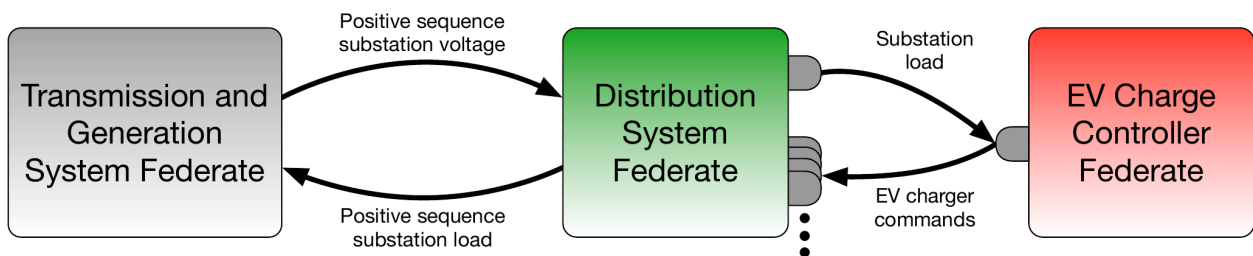 Positive sequence
substation voltage
Transmission and
Generation
System Federate
Positive sequence
substation load
Distribution
System
Federate
Substation
load
EV charger
commands
EV Charge
Controller
Federate